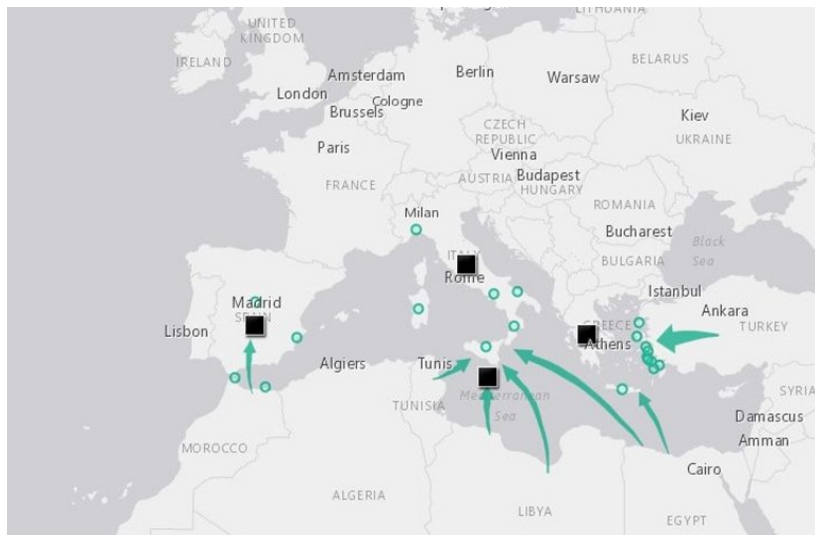 LITHUANIA
UNITED
KINGDOM
IRELAND
Amsterdam
Berlin
Warsaw
BELARUS
London
Cologne
Brussels
Kiev
UKRAINE
CZECH
REPUBLIC
Paris
Vienna
Budapest
AUSTRIA
HUNGARY
FRANCE
ROMANIA
Milan
Bucharest
Black
Sea
BULGARIA
Rome
Istanbul
Madrid
SPAIN
Ankara
GREECE
TURKEY
Lisbon
Athens
Algiers
Tunis
SYRIA
Mediterranean
Sea
TUNISIA
Damascus
Amman
MOROCCO
Cairo
ALGERIA
LIBYA
EGYPT